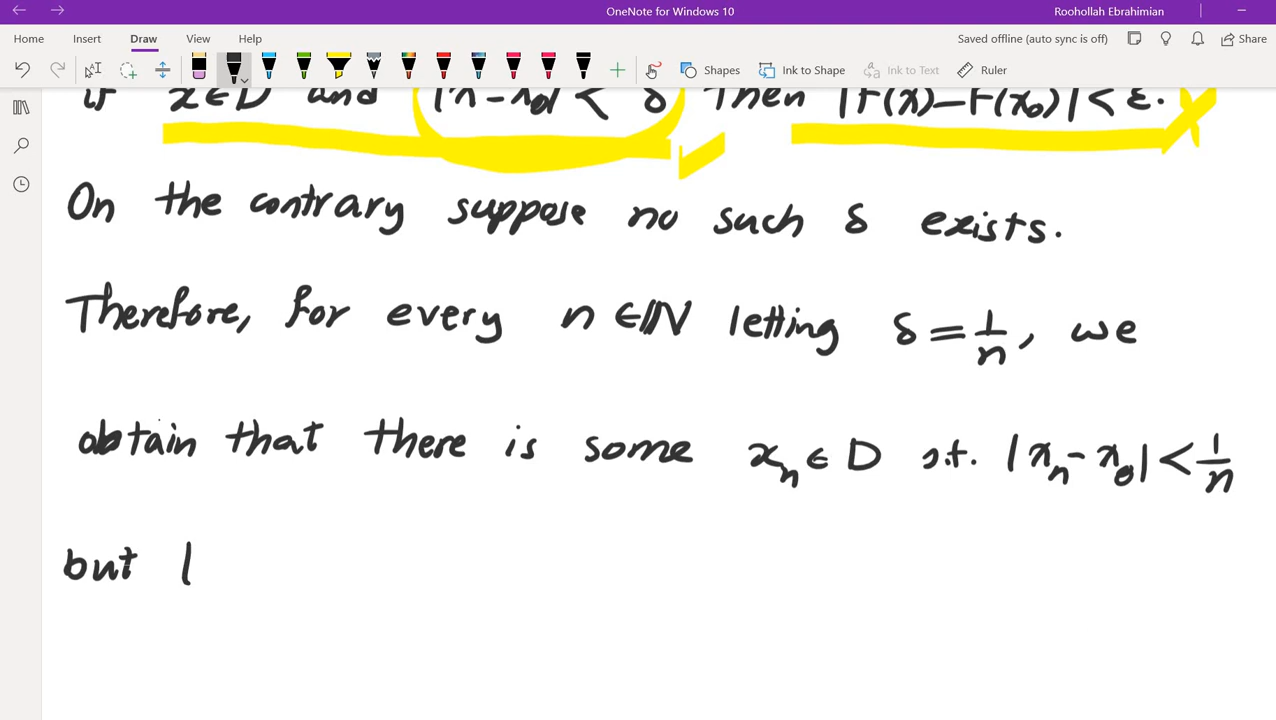 OneNote for Windows 10
Roohollah Ebrahimian
Home Insert Draw View Help
Saved offline (auto sync is off)
Share
Shapes
Ink to Shape
Ink to Text
Ruler
if x ∈ D and |x - x₀| < δ Then |f(x) - f(x₀)| < ε.
On the contrary suppose no such δ exists.
Therefore, for every n ∈ ℕ letting δ = 1/n, we
obtain that there is some xₙ ∈ D s.t. |xₙ - x₀| < 1/n
but |